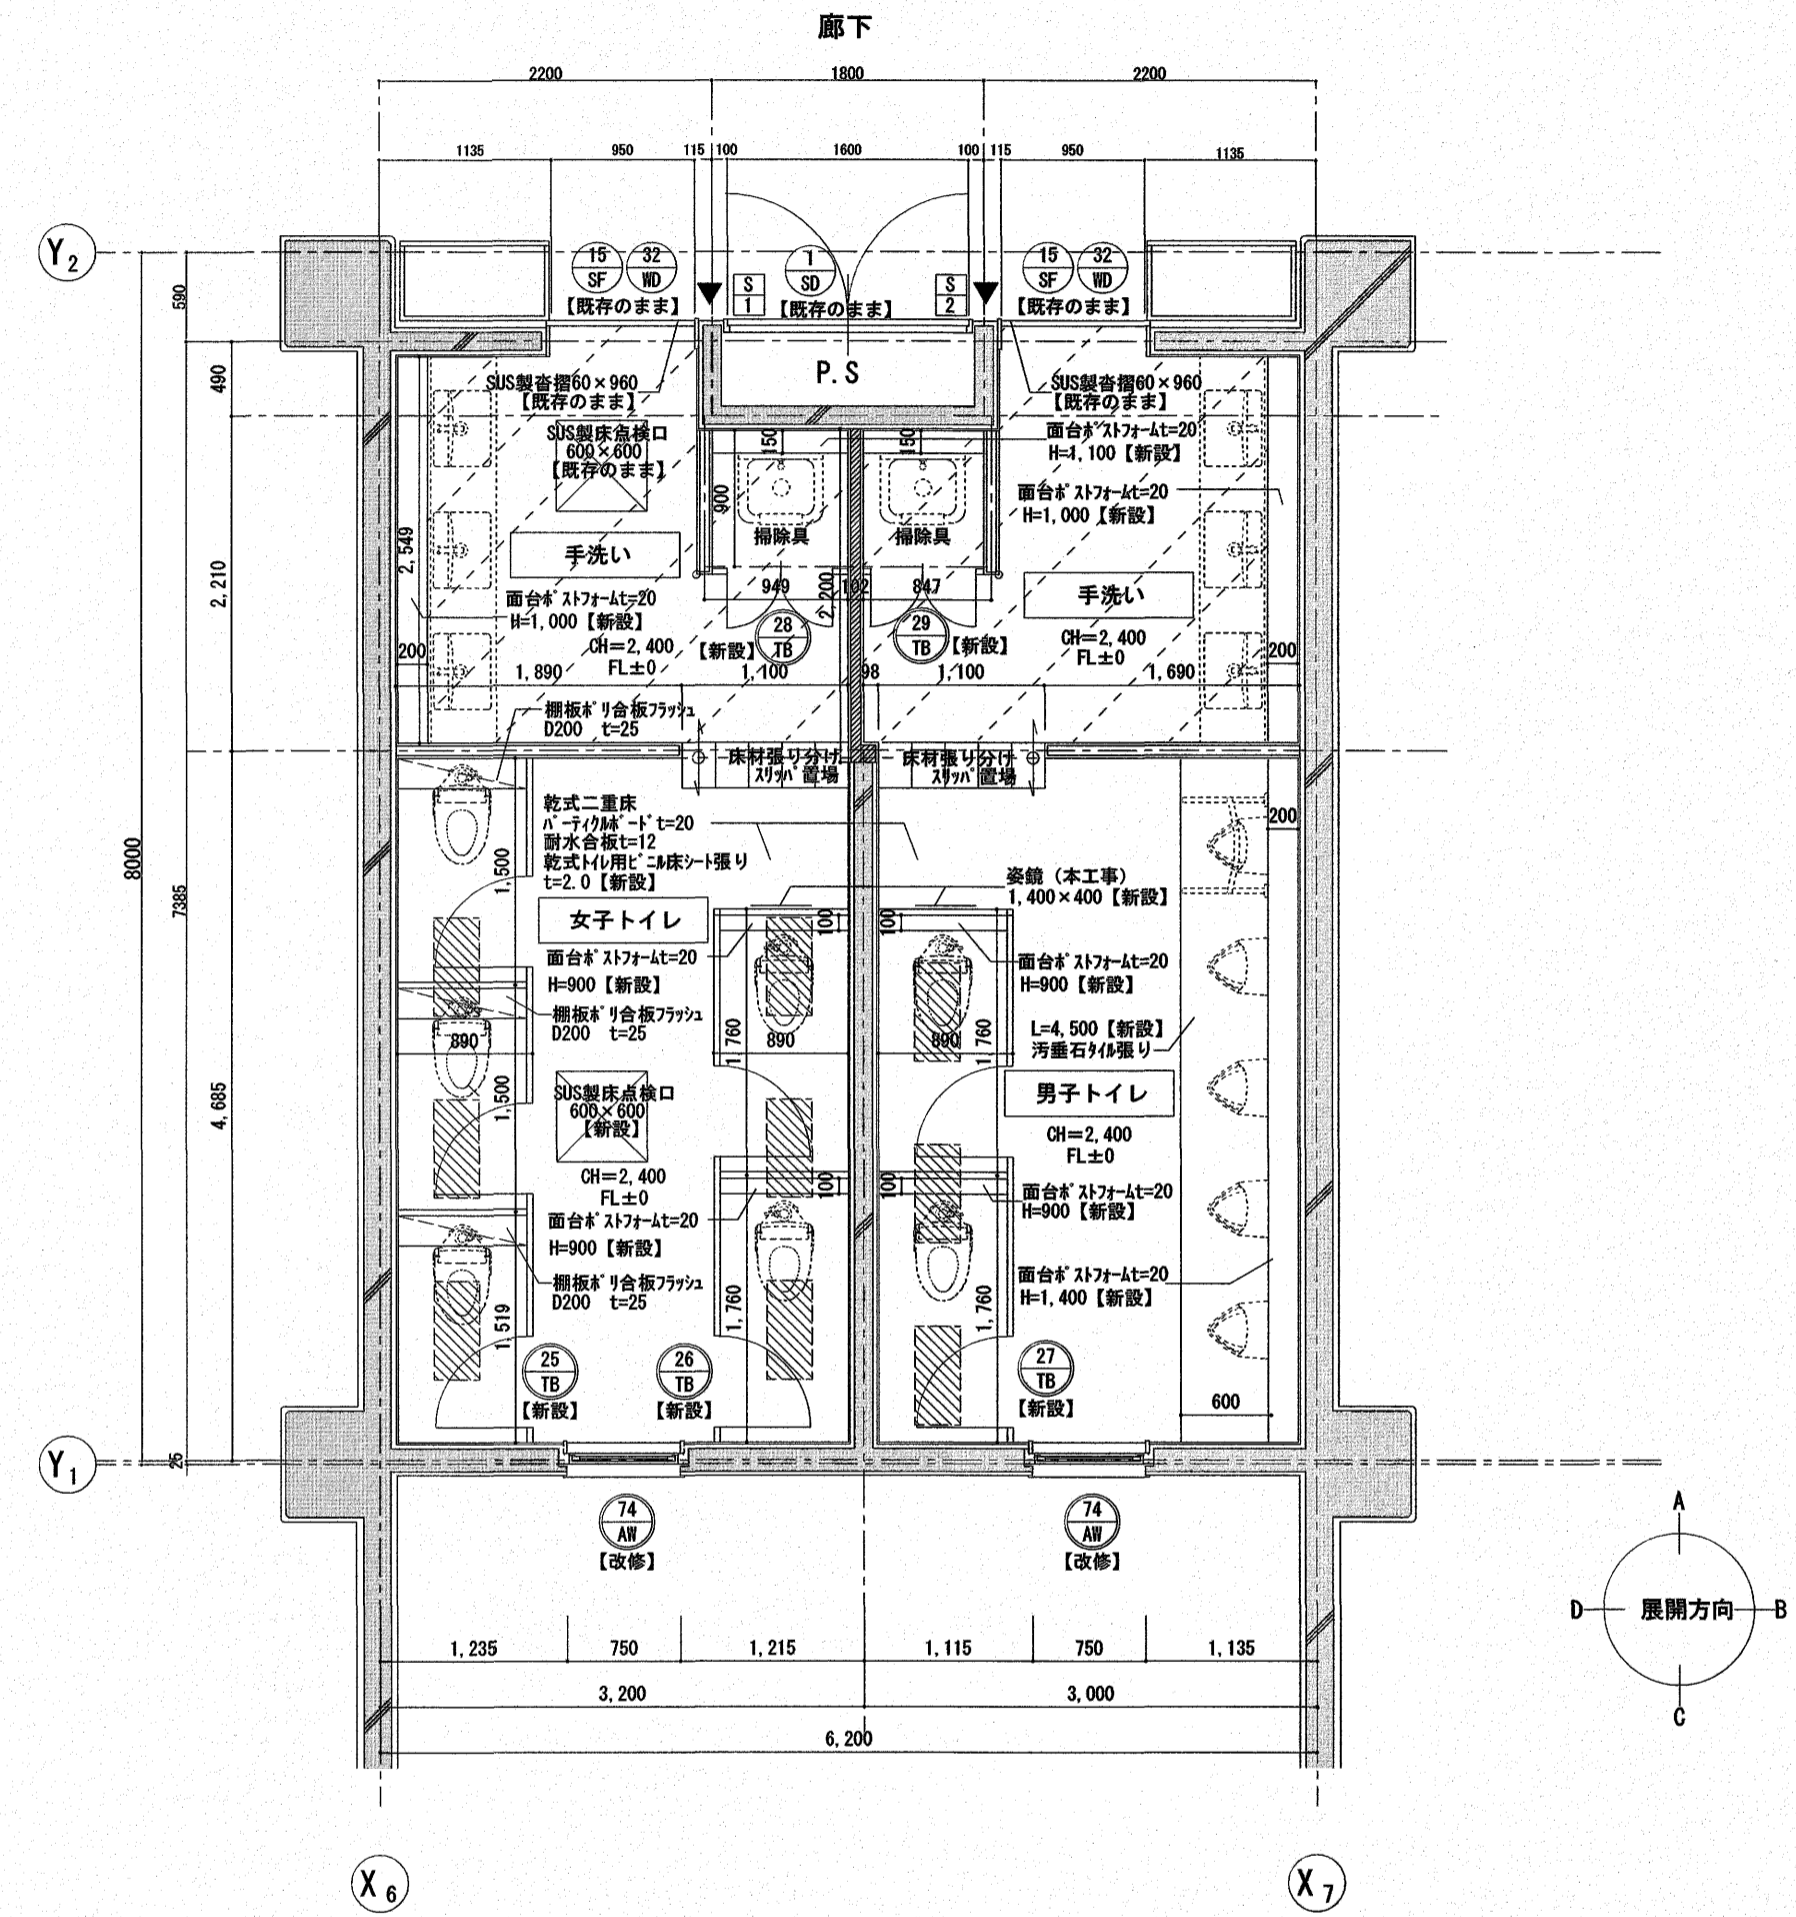 廊下
2200 1800 2200
1135 950 115 100 1600 100 115 950 1135
Y2
15 SF
32 WD
【既存のまま】
S 1
1 SD
【既存のまま】
S 2
15 SF
32 WD
【既存のまま】
590
P.S
490
SUS製沓摺60×960
【既存のまま】
SUS製沓摺60×960
【既存のまま】
SUS製床点検口
600×600
【既存のまま】
150
150
面台ポストフォームt=20
H=1,100【新設】
900
面台ポストフォームt=20
H=1,000【新設】
掃除具
掃除具
2,549
手洗い
手洗い
2,210
949 102 847
2,200
面台ポストフォームt=20
H=1,000【新設】
28 TB
【新設】
29 TB
【新設】
CH=2,400
FL±0
CH=2,400
FL±0
200
200
1,890 1,100 98 1,100 1,690
棚板ポリ合板フラッシュ
D200 t=25
床材張り分け
スリッパ置場
床材張り分け
スリッパ置場
乾式二重床
パーティクルボードt=20
耐水合板t=12
乾式トイレ用ビニル床シート張り
t=2.0【新設】
200
8000
7385
1,500
姿鏡（本工事）
1,400×400【新設】
女子トイレ
100
100
面台ポストフォームt=20
H=900【新設】
面台ポストフォームt=20
H=900【新設】
棚板ポリ合板フラッシュ
D200 t=25
890
1,760
890
890
1,760
L=4,500【新設】
汚垂石タイル張り
4,685
1,500
SUS製床点検口
600×600
【新設】
男子トイレ
CH=2,400
FL±0
CH=2,400
FL±0
100
100
面台ポストフォームt=20
H=900【新設】
面台ポストフォームt=20
H=900【新設】
棚板ポリ合板フラッシュ
D200 t=25
面台ポストフォームt=20
H=1,400【新設】
1,519
1,760
1,760
25 TB
【新設】
26 TB
【新設】
27 TB
【新設】
600
Y1
26
74 AW
【改修】
74 AW
【改修】
A
D 展開方向 B
C
1,235 750 1,215 1,115 750 1,135
3,200 3,000
6,200
X6
X7